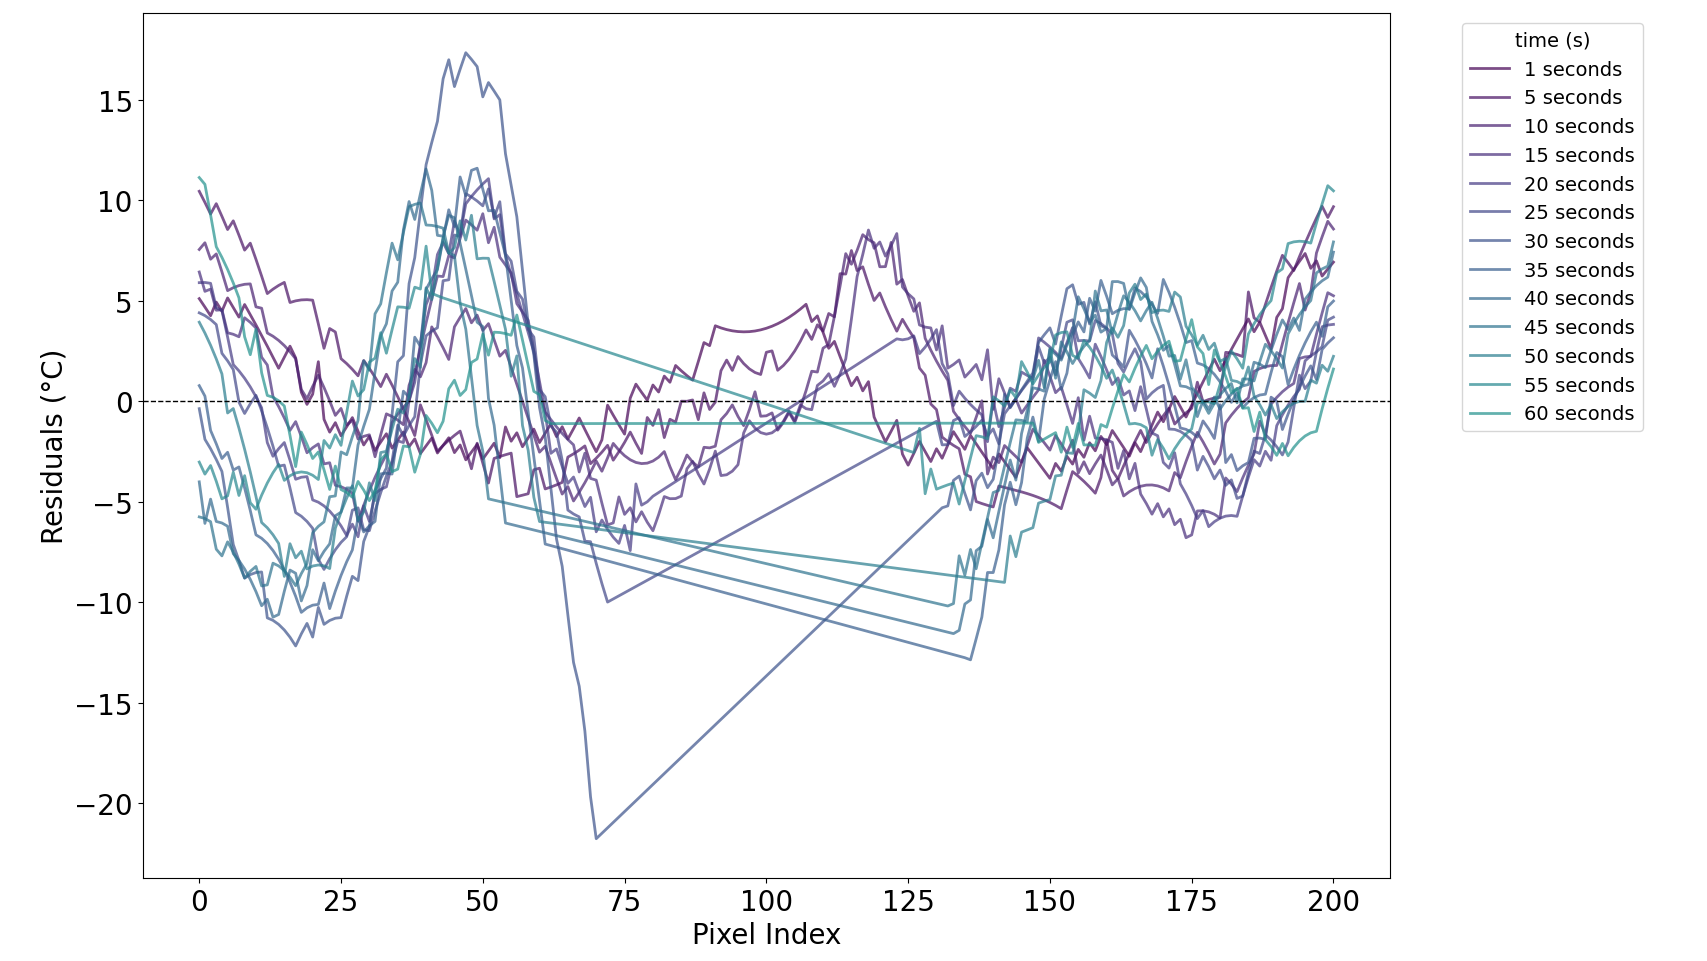 time (s)
1 seconds
5 seconds
10 seconds
15 seconds
20 seconds
25 seconds
30 seconds
35 seconds
40 seconds
45 seconds
50 seconds
55 seconds
60 seconds
Residuals (°C)
15
10
5
0
−5
−10
−15
−20
0 25 50 75 100 125 150 175 200
Pixel Index